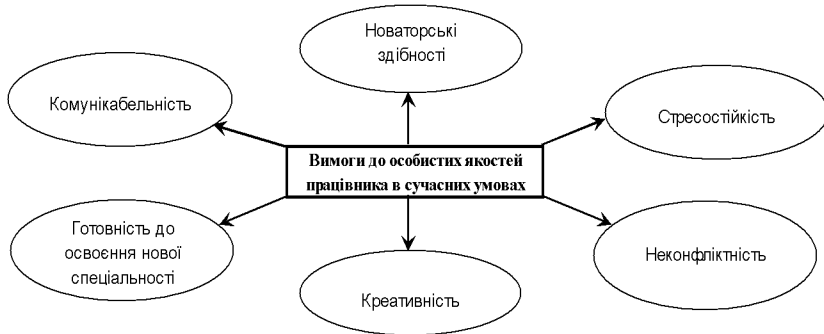 Новаторські
здібності
Комунікабельність
Стресостійкість
Вимоги до особистих якостей
працівника в сучасних умовах
Готовність до
освоєння нової
спеціальності
Неконфліктність
Креативність